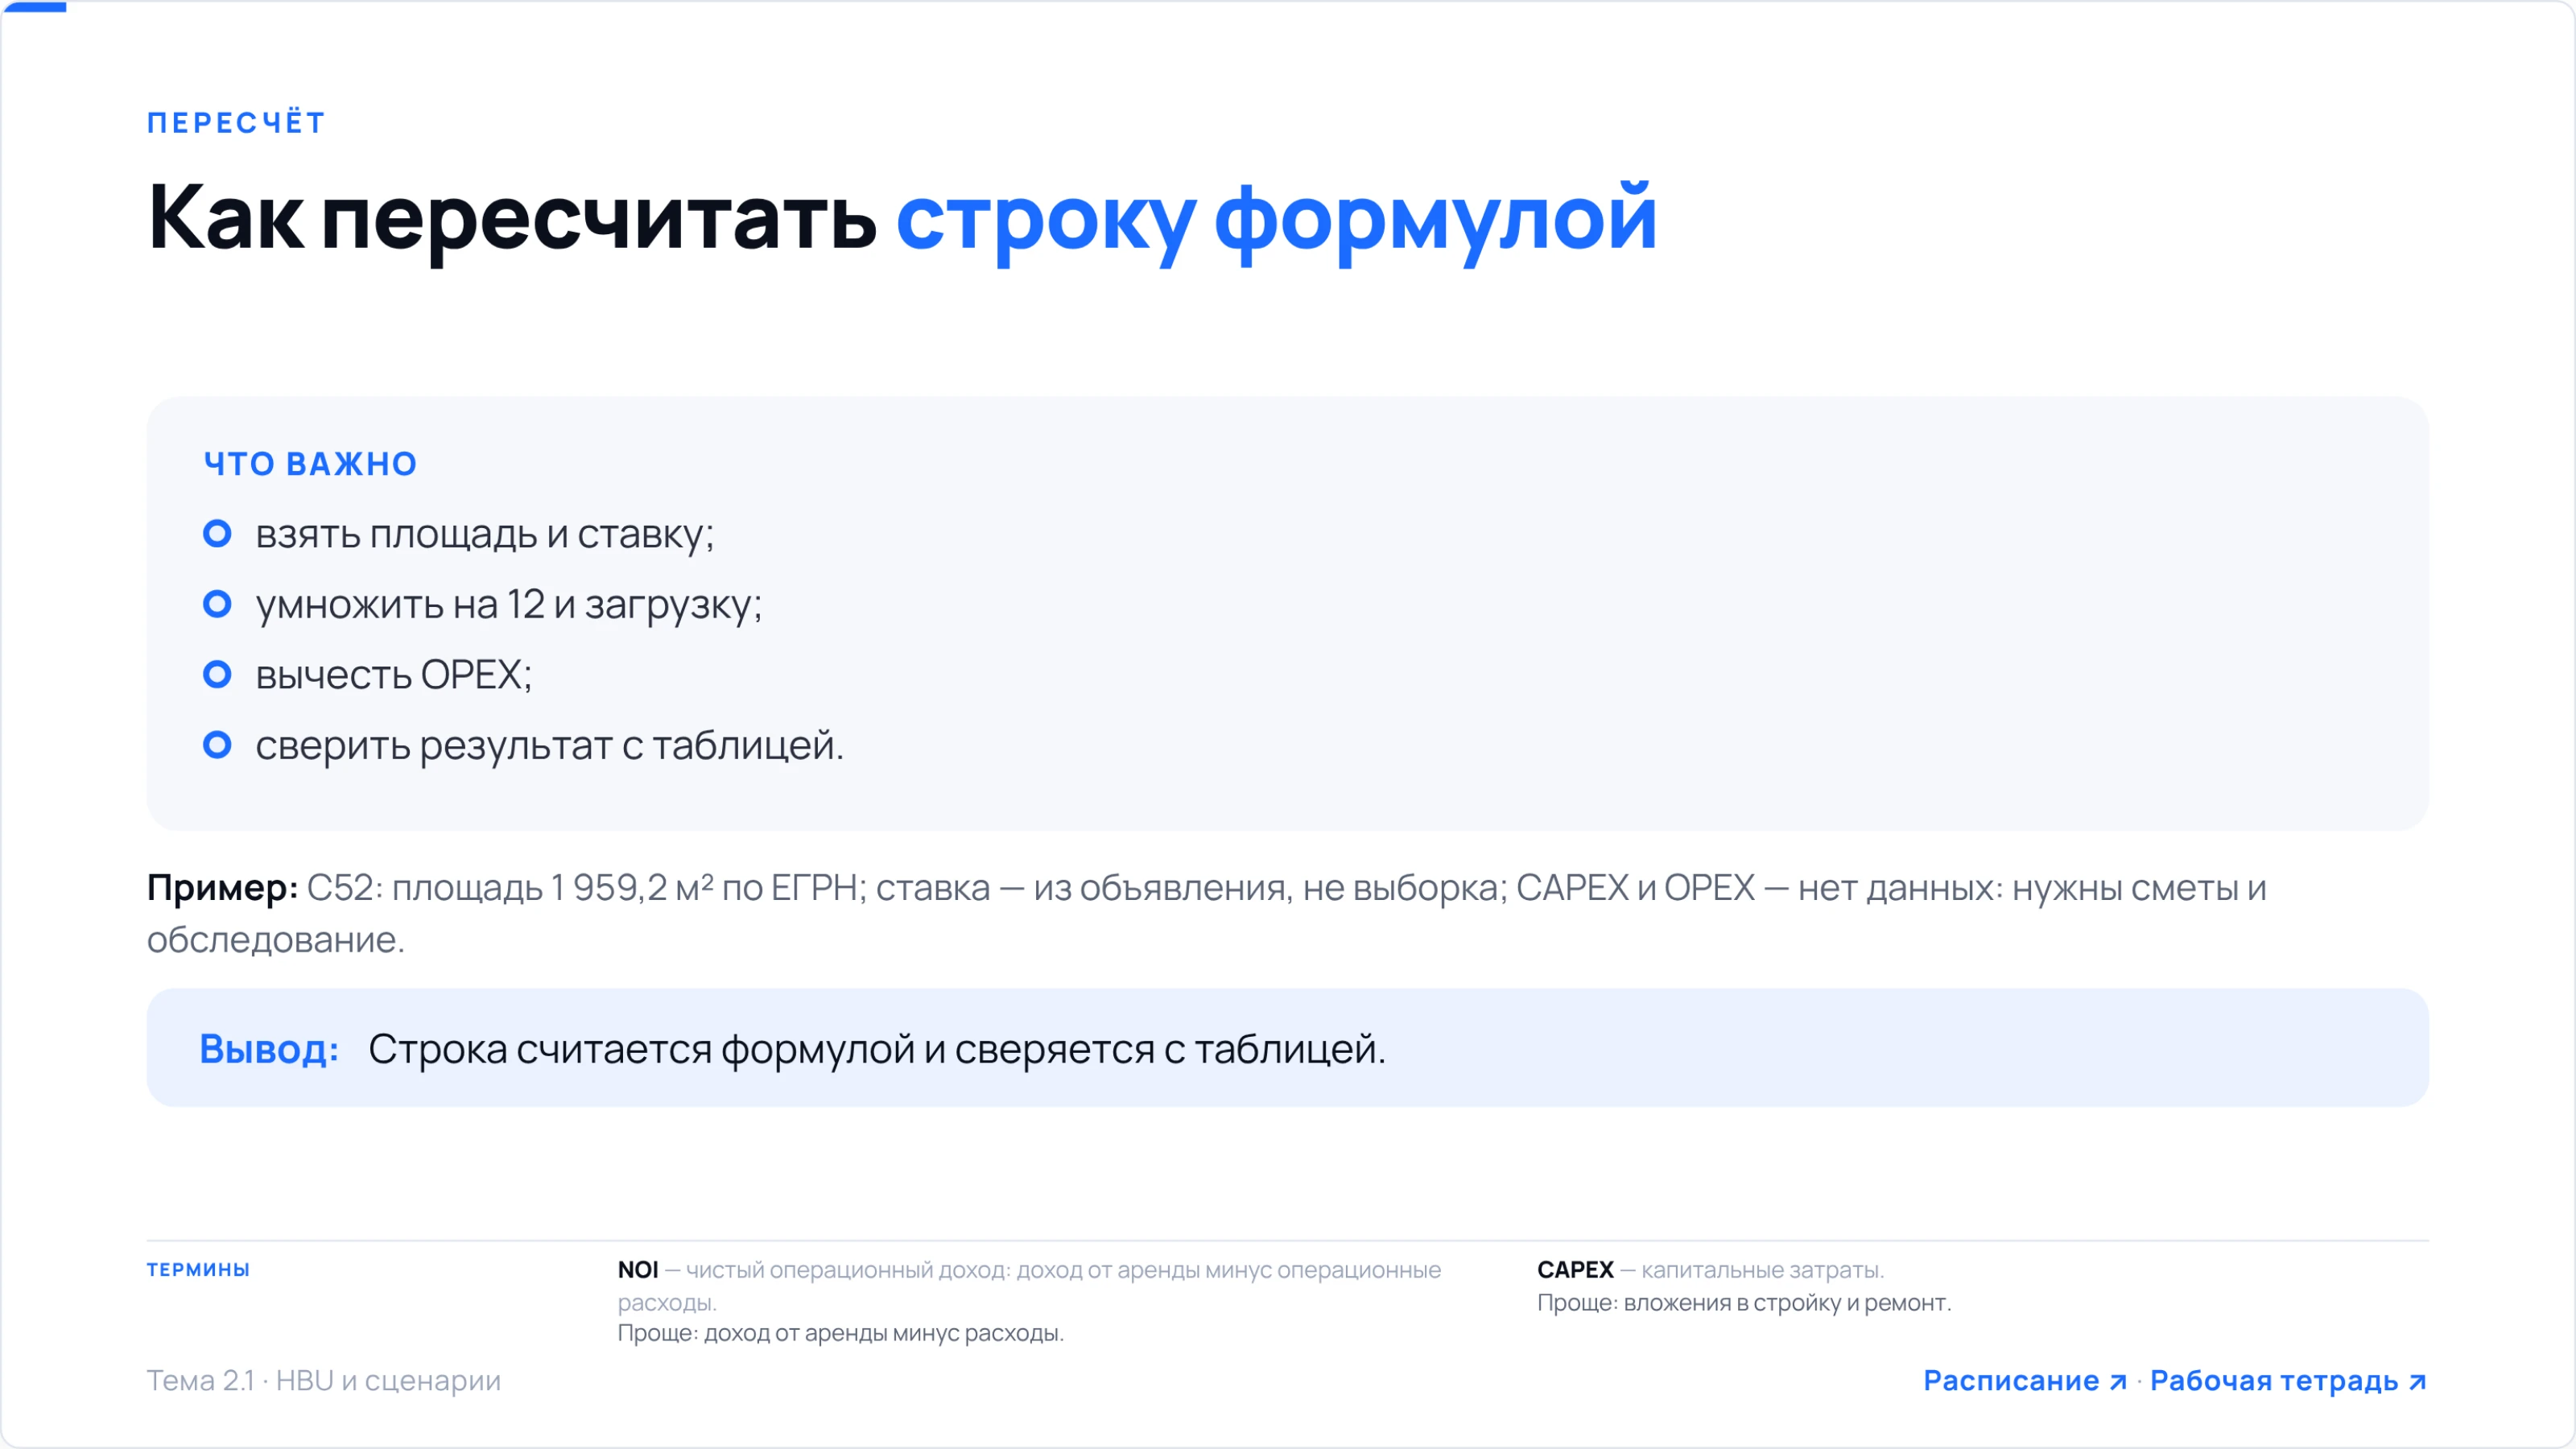 ПЕРЕСЧЁТ
Как пересчитать строку формулой
ЧТО ВАЖНО
взять площадь и ставку;
умножить на 12 и загрузку;
вычесть OPEX;
сверить результат с таблицей.
Пример: С52: площадь 1 959,2 м² по ЕГРН; ставка — из объявления, не выборка; CAPEX и OPEX — нет данных: нужны сметы и
обследование.
Вывод: Строка считается формулой и сверяется с таблицей.
ТЕРМИНЫ
NOI — чистый операционный доход: доход от аренды минус операционные
расходы.
Проще: доход от аренды минус расходы.
CAPEX — капитальные затраты.
Проще: вложения в стройку и ремонт.
Тема 2.1 · HBU и сценарии
Расписание ↗ · Рабочая тетрадь ↗